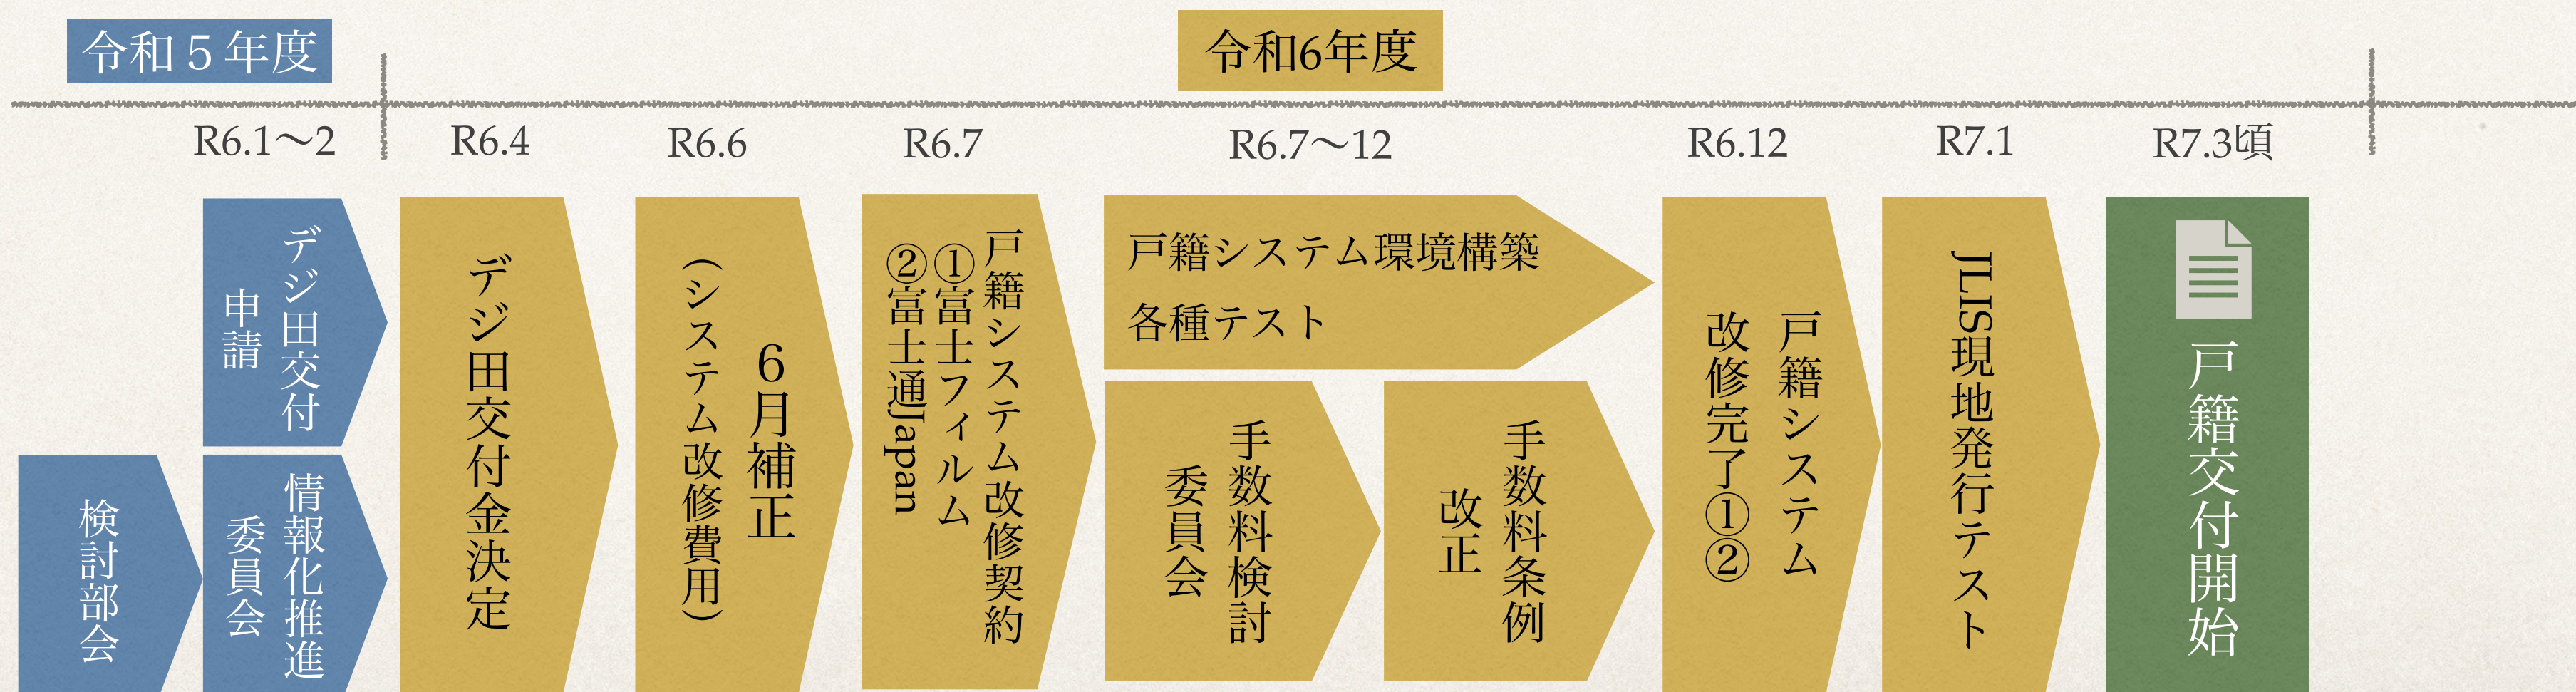 令和５年度
令和6年度
R6.1〜2
R6.4
R6.6
R6.7
R6.7〜12
R6.12
R7.1
R7.3頃
検討部会
デジ田交付
申請
情報化推進
委員会
デジ田交付金決定
６月補正
（システム改修費用）
戸籍システム改修契約
①富士フィルム
②富士通Japan
戸籍システム環境構築
各種テスト
手数料検討
委員会
手数料条例
改正
戸籍システム
改修完了①②
JLIS現地発行テスト
戸籍交付開始